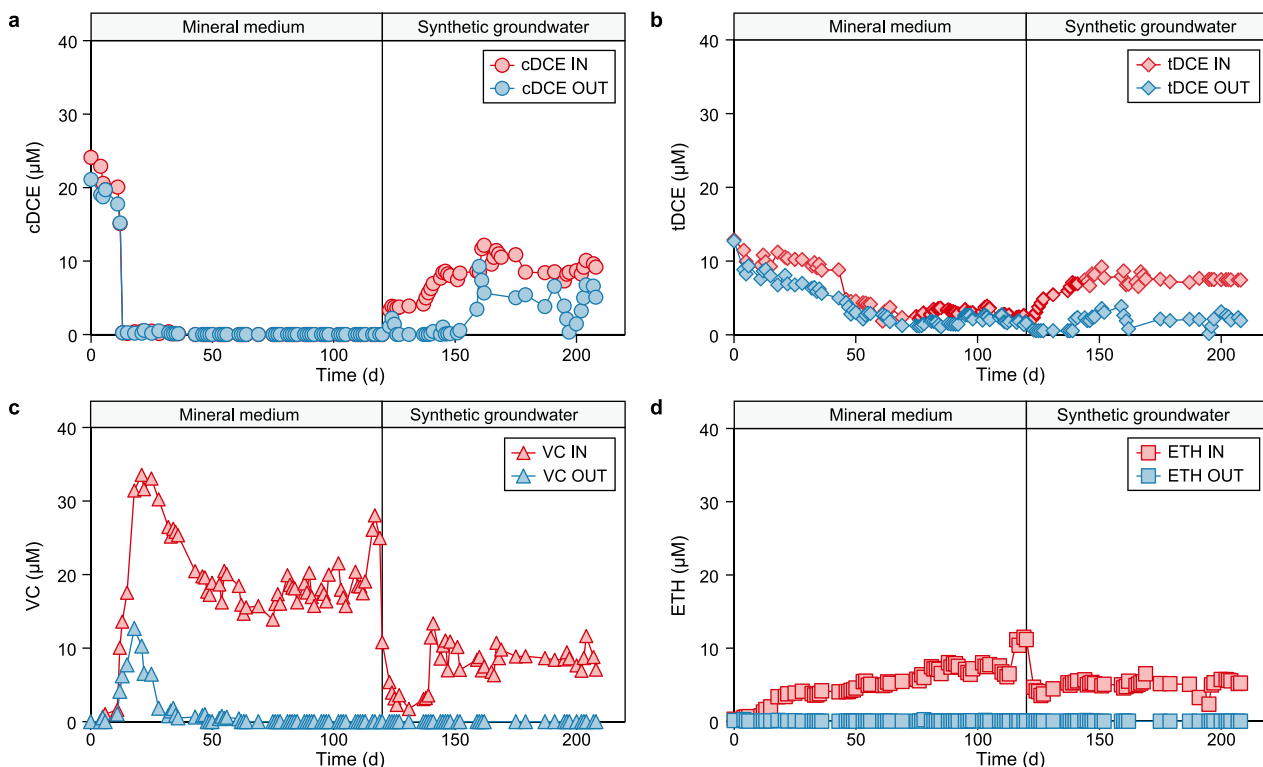 a
Mineral medium Synthetic groundwater
40
30
20
10
0
cDCE (µM)
cDCE IN
cDCE OUT
0 50 100 150 200
Time (d)
b
Mineral medium Synthetic groundwater
40
30
20
10
0
tDCE (µM)
tDCE IN
tDCE OUT
0 50 100 150 200
Time (d)
c
Mineral medium Synthetic groundwater
40
30
20
10
0
VC (µM)
VC IN
VC OUT
0 50 100 150 200
Time (d)
d
Mineral medium Synthetic groundwater
40
30
20
10
0
ETH (µM)
ETH IN
ETH OUT
0 50 100 150 200
Time (d)